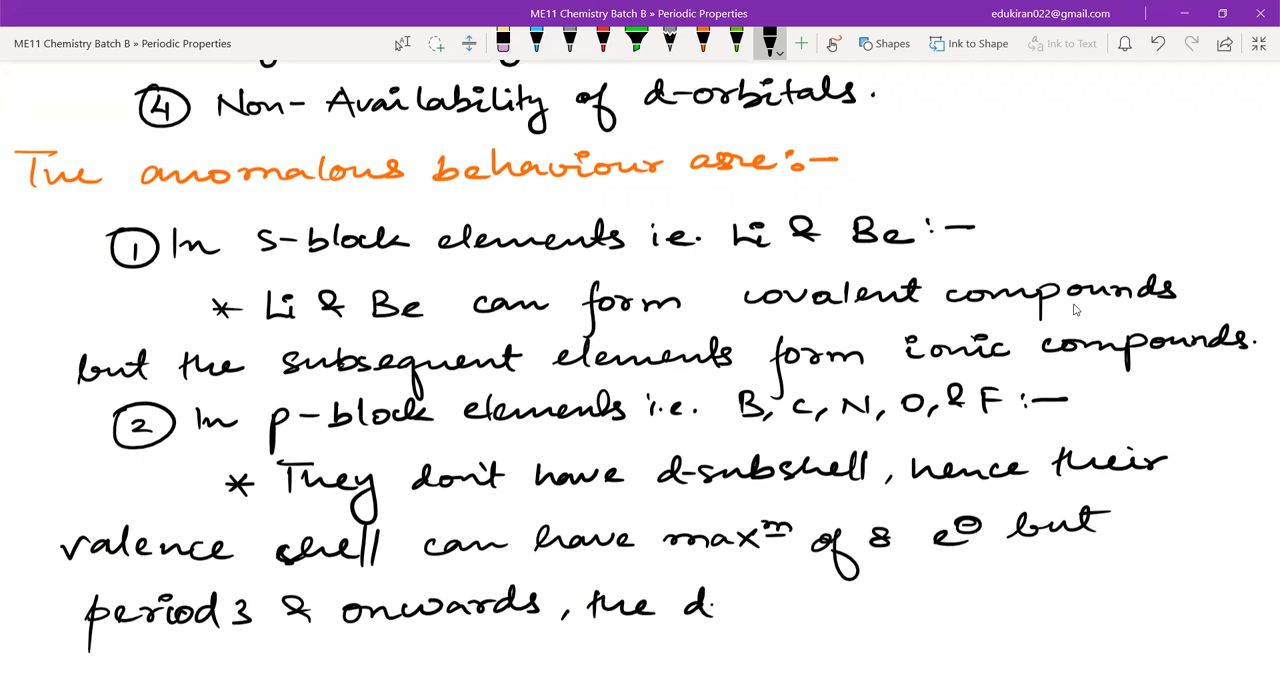 ME11 Chemistry Batch B » Periodic Properties
edukiran022@gmail.com
ME11 Chemistry Batch B » Periodic Properties
Shapes
Ink to Shape
Ink to Text
4 Non-Availability of d-orbitals.
The anomalous behaviour are:-
1 In s-block elements i.e. Li & Be:-
* Li & Be can form covalent compounds
but the subsequent elements form ionic compounds.
2 In p-block elements i.e. B, C, N, O, & F:-
* They don't have d-subshell, hence their
valence shell can have maxᵐ of 8 e⊖ but
period 3 & onwards, the d